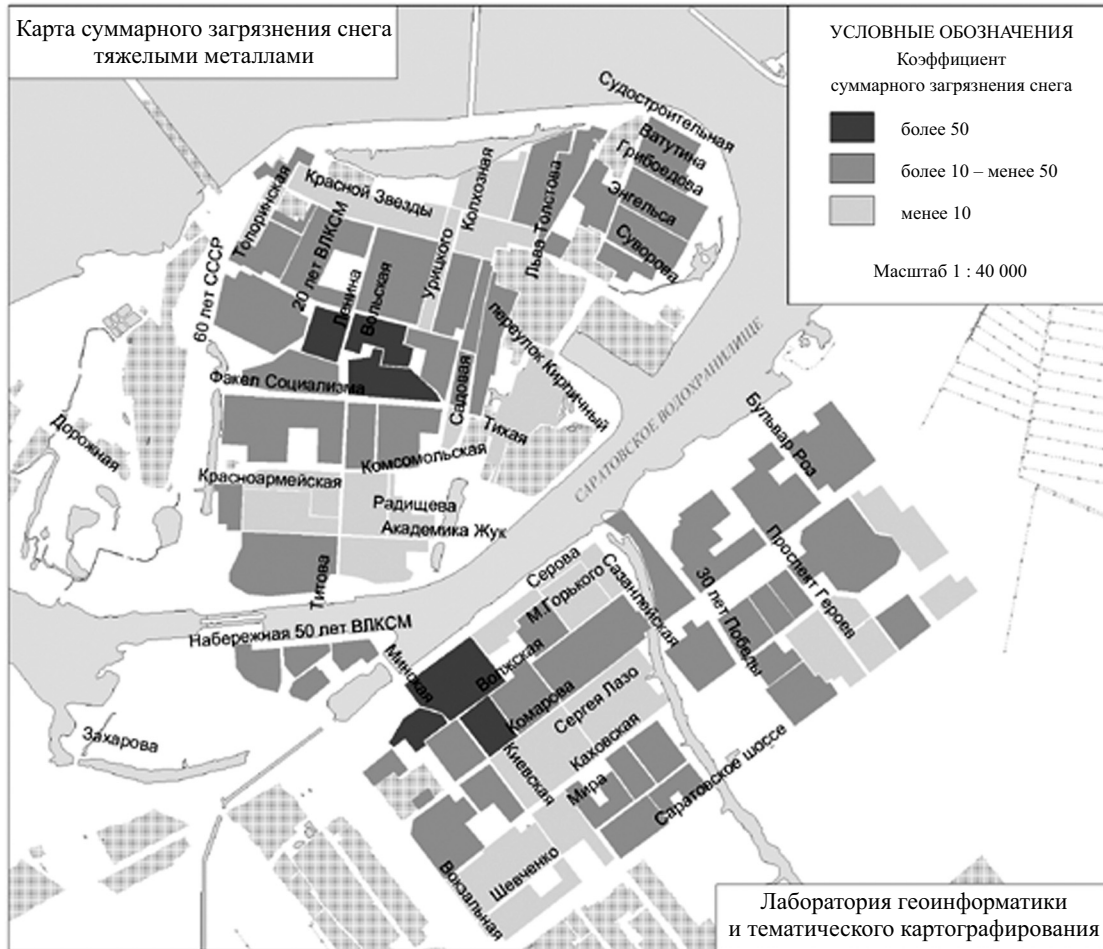 Карта суммарного загрязнения снега
тяжелыми металлами
УСЛОВНЫЕ ОБОЗНАЧЕНИЯ
Коэффициент
суммарного загрязнения снега
более 50
более 10 – менее 50
менее 10
Масштаб 1 : 40 000
Судостроительная
Ватутина
Грибоедова
Энгельса
Суворова
Льва Толстова
Колхозная
Красной Звезды
Топоринская
20 лет ВЛКСМ
Урицкого
Ленина
Вольская
60 лет СССР
переулок Кирпичный
Факел Социализма
Садовая
Тихая
Дорожная
Комсомольская
Красноармейская
Радищева
Академика Жук
Титова
САРАТОВСКОЕ ВОДОХРАНИЛИЩЕ
Бульвар Роз
Проспект Героев
30 лет Победы
Серова
М.Горького
Сазанлейская
Набережная 50 лет ВЛКСМ
Минская
Волжская
Комарова
Сергея Лазо
Каховская
Киевская
Мира
Саратовское шоссе
Захарова
Вокзальная
Шевченко
Лаборатория геоинформатики
и тематического картографирования